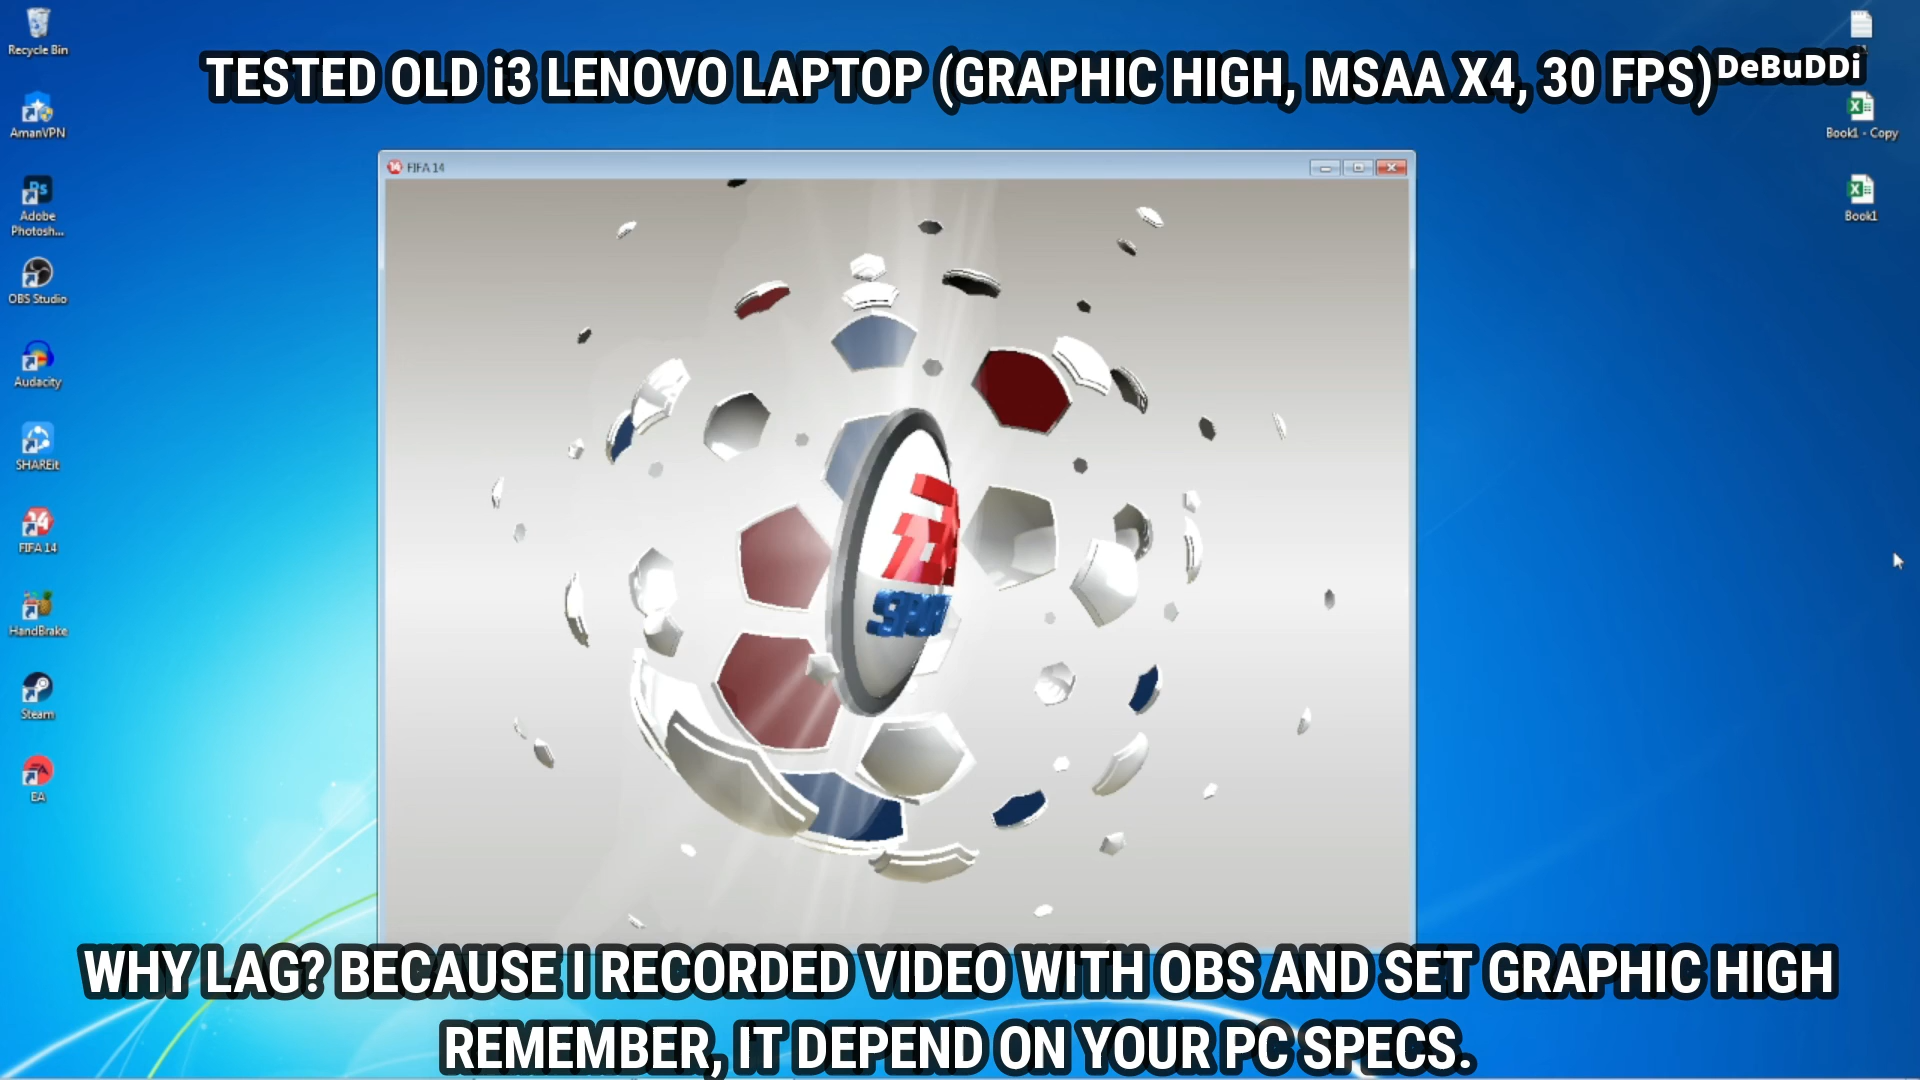 TESTED OLD i3 LENOVO LAPTOP (GRAPHIC HIGH, MSAA X4, 30 FPS)
DeBuDDi
Recycle Bin
AmanVPN
Adobe
Photosh...
OBS Studio
Audacity
SHAREit
FIFA 14
HandBrake
Steam
EA
Book1 - Copy
Book1
FIFA 14
WHY LAG? BECAUSE I RECORDED VIDEO WITH OBS AND SET GRAPHIC HIGH
REMEMBER, IT DEPEND ON YOUR PC SPECS.